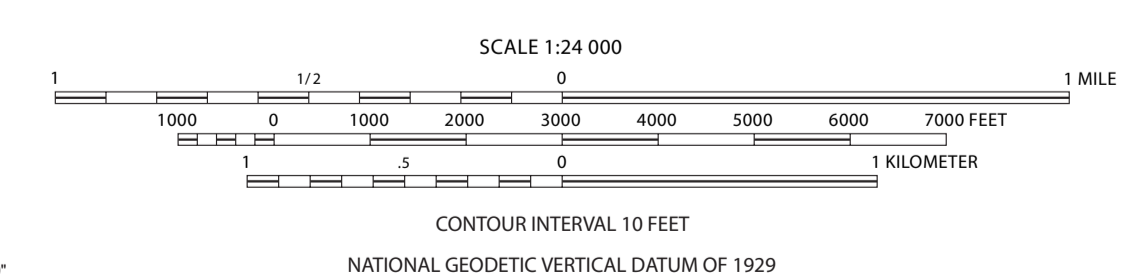 SCALE 1:24 000
1 1/2 0 1 MILE
1000 0 1000 2000 3000 4000 5000 6000 7000 FEET
1 .5 0 1 KILOMETER
CONTOUR INTERVAL 10 FEET
NATIONAL GEODETIC VERTICAL DATUM OF 1929
"